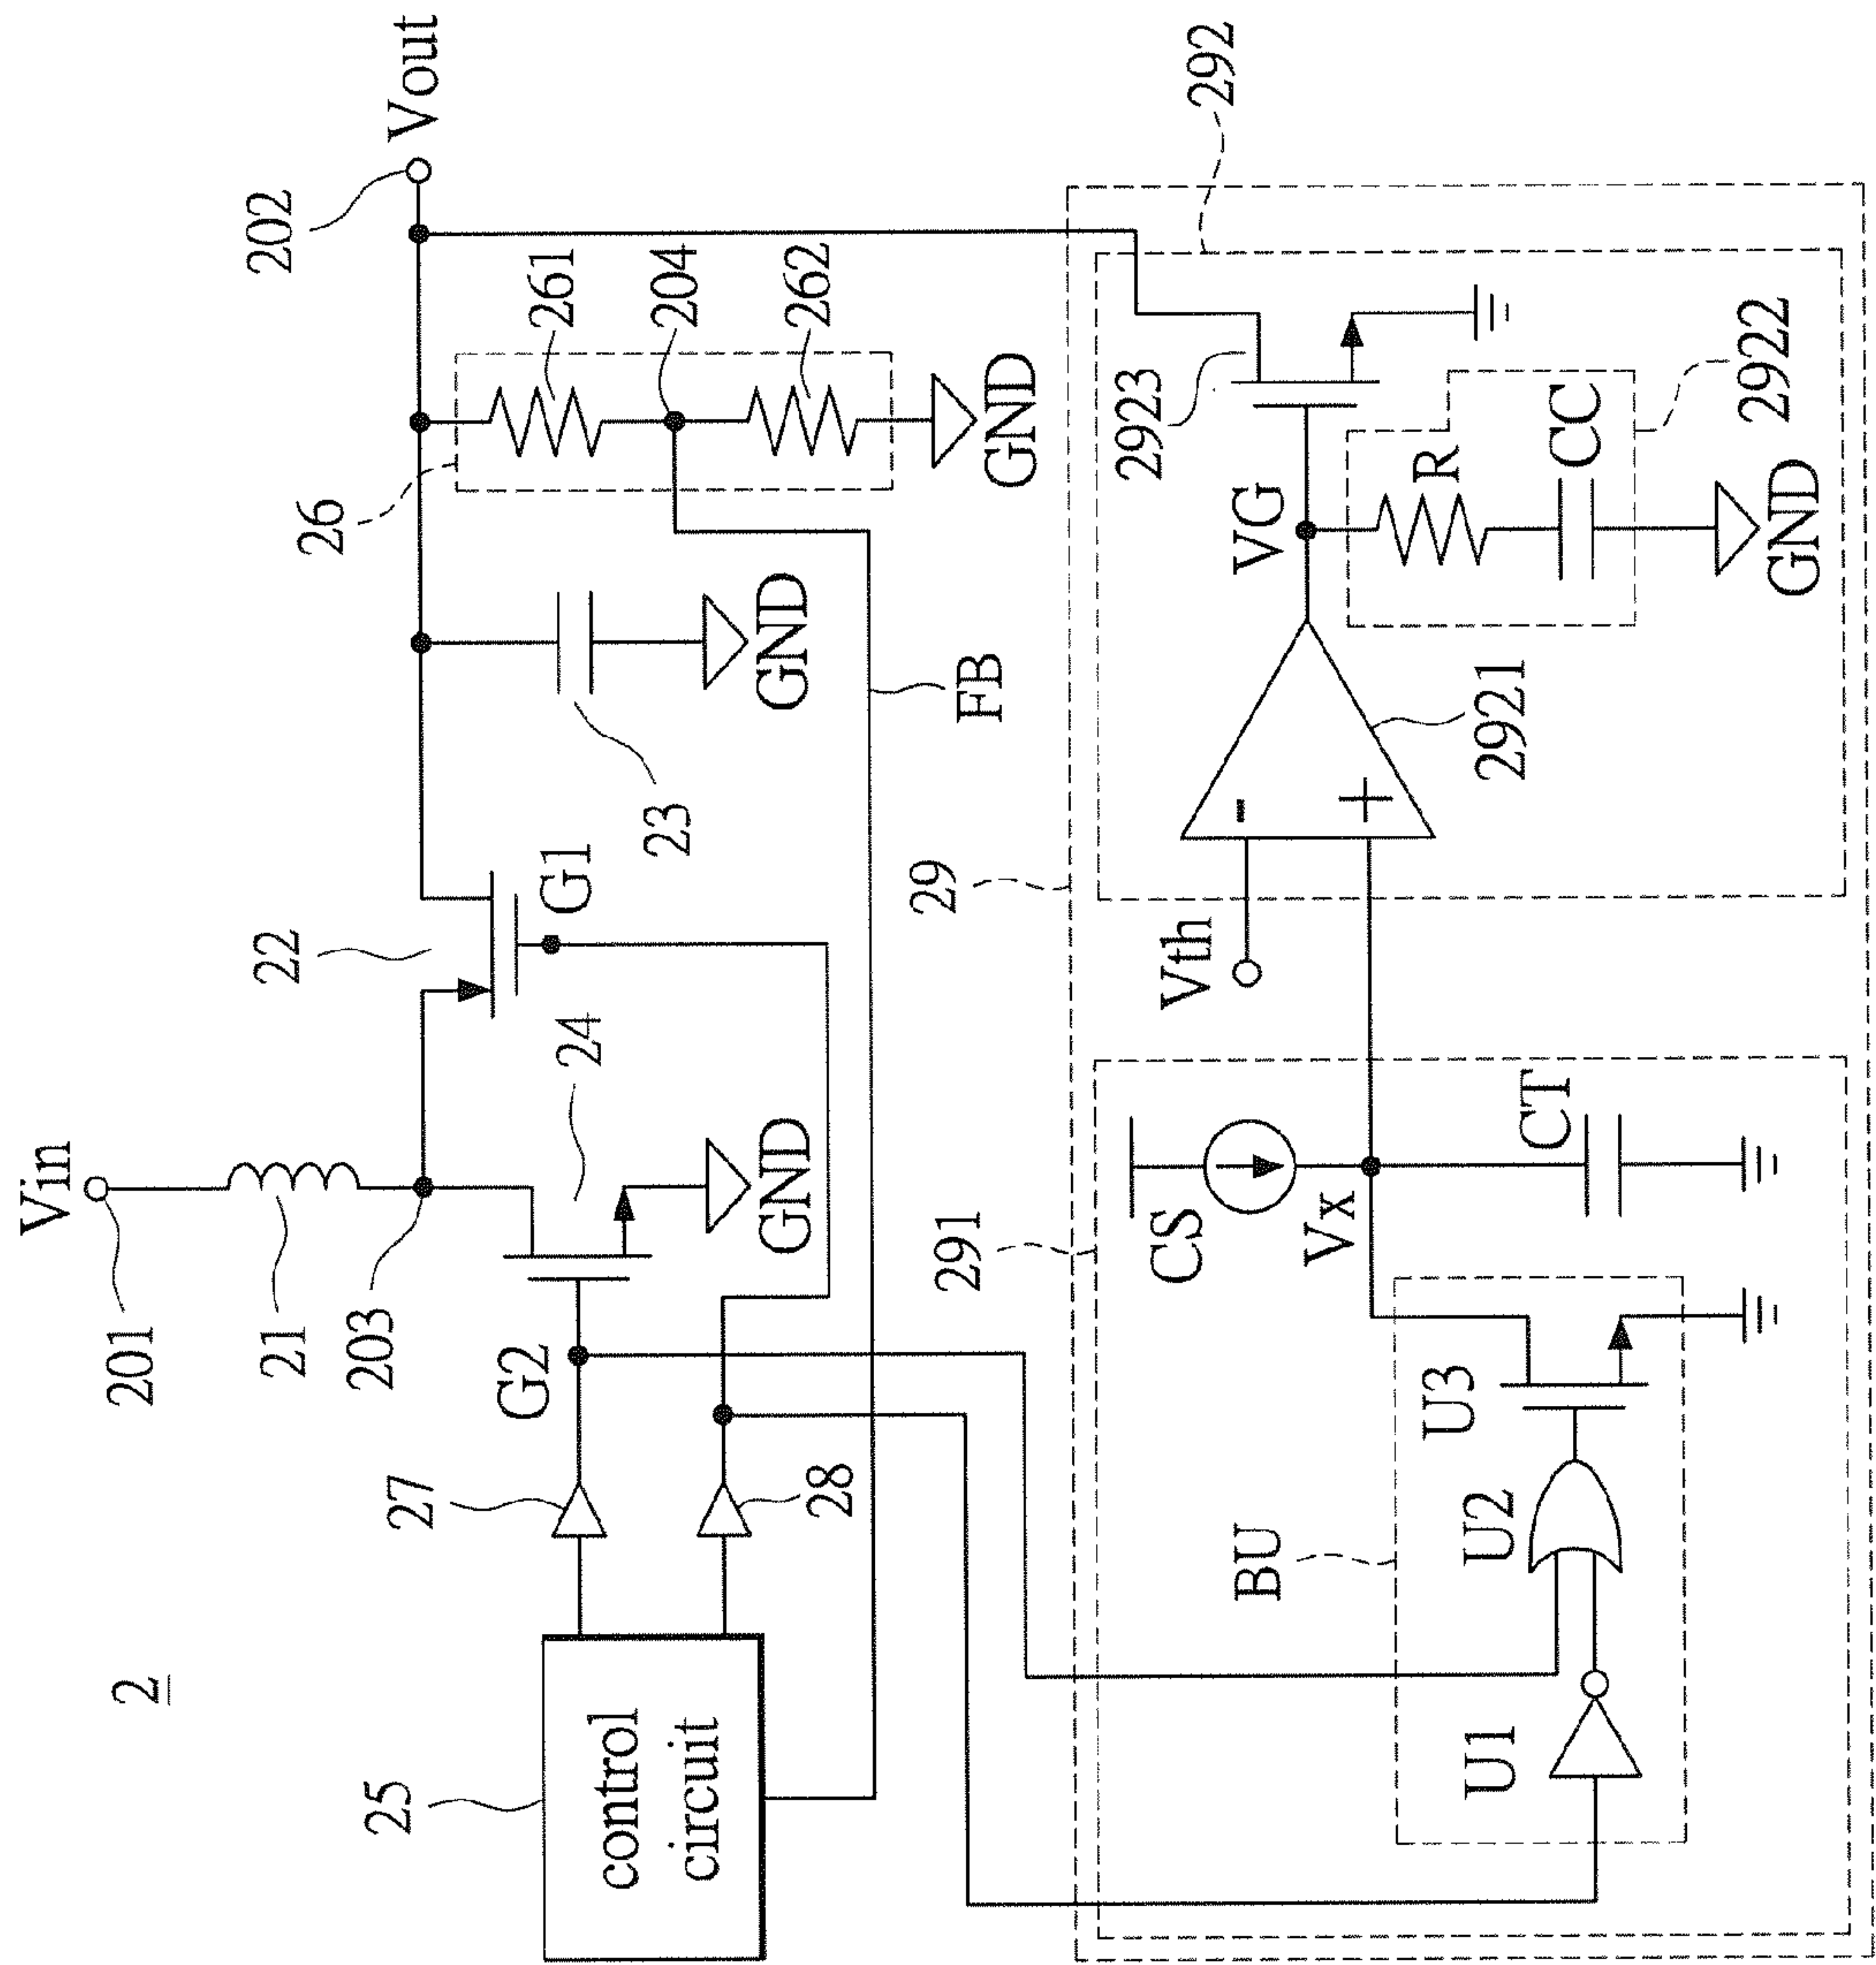 2
Vin
201
21
203
22
G1
24
GND
G2
27
28
25
control
circuit
23
GND
26
261
204
262
GND
FB
202
Vout
29
291
CS
Vx
CT
BU
U1
U2
U3
292
Vth
-
+
2921
VG
R
CC
2922
2923
GND